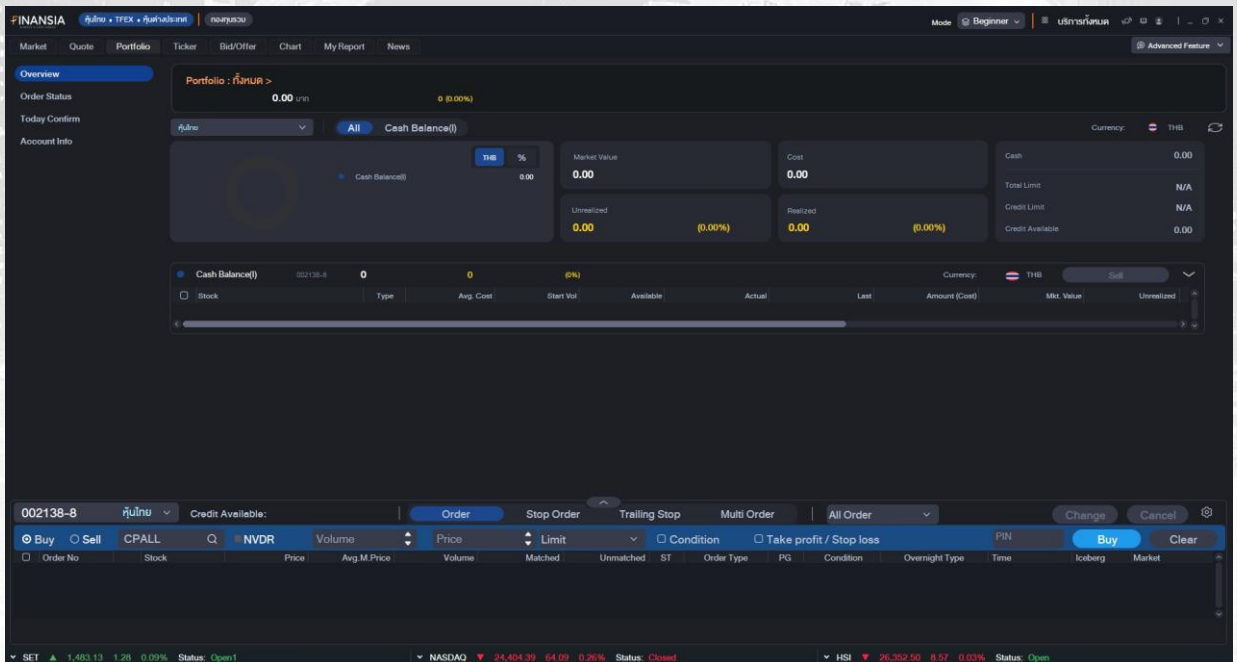 FINANSIA หุ้นไทย • TFEX • หุ้นต่างประเทศ กองทุนรวม Mode Beginner บริการทั้งหมด
Market Quote Portfolio Ticker Bid/Offer Chart My Report News Advanced Feature
Overview
Order Status
Today Confirm
Account Info
Portfolio : ทั้งหมด >
0.00 บาท 0 (0.00%)
หุ้นไทย All Cash Balance(I) Currency: THB
THB %
Cash Balance(I) 0.00
Market Value
0.00
Cost
0.00
Unrealized
0.00 (0.00%)
Realized
0.00 (0.00%)
Cash 0.00
Total Limit N/A
Credit Limit N/A
Credit Available 0.00
Cash Balance(I) 002138-8 0 0 (0%) Currency: THB Sell
Stock Type Avg. Cost Start Vol Available Actual Last Amount (Cost) Mkt. Value Unrealized
002138-8 หุ้นไทย Credit Available: Order Stop Order Trailing Stop Multi Order All Order Change Cancel
Buy Sell CPALL NVDR Volume Price Limit Condition Take profit / Stop loss PIN Buy Clear
Order No Stock Price Avg.M.Price Volume Matched Unmatched ST Order Type PG Condition Overnight Type Time Iceberg Market
SET ▲ 1,483.13 1.28 0.09% Status: Open1 NASDAQ ▼ 24,404.39 64.09 0.26% Status: Closed HSI ▼ 26,352.50 8.57 0.03% Status: Open